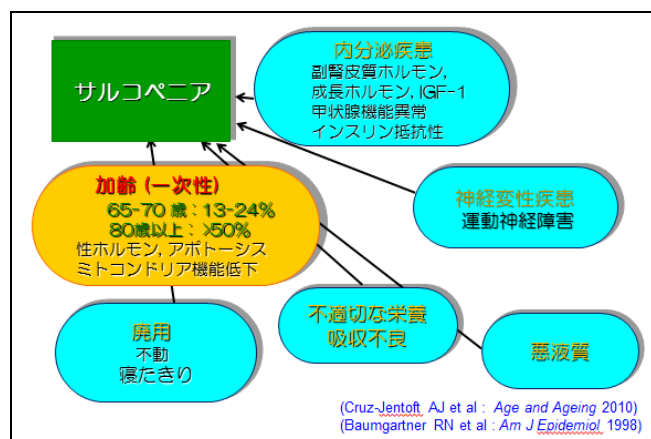 サルコペニア
内分泌疾患
副腎皮質ホルモン,
成長ホルモン, IGF-1
甲状腺機能異常
インスリン抵抗性
加齢 (一次性)
65-70 歳 : 13-24%
80歳以上 : >50%
性ホルモン, アポトーシス
ミトコンドリア機能低下
神経変性疾患
運動神経障害
廃用
不動
寝たきり
不適切な栄養
吸収不良
悪液質
(Cruz-Jentoft AJ et al : Age and Ageing 2010)
(Baumgartner RN et al : Am J Epidemiol 1998)